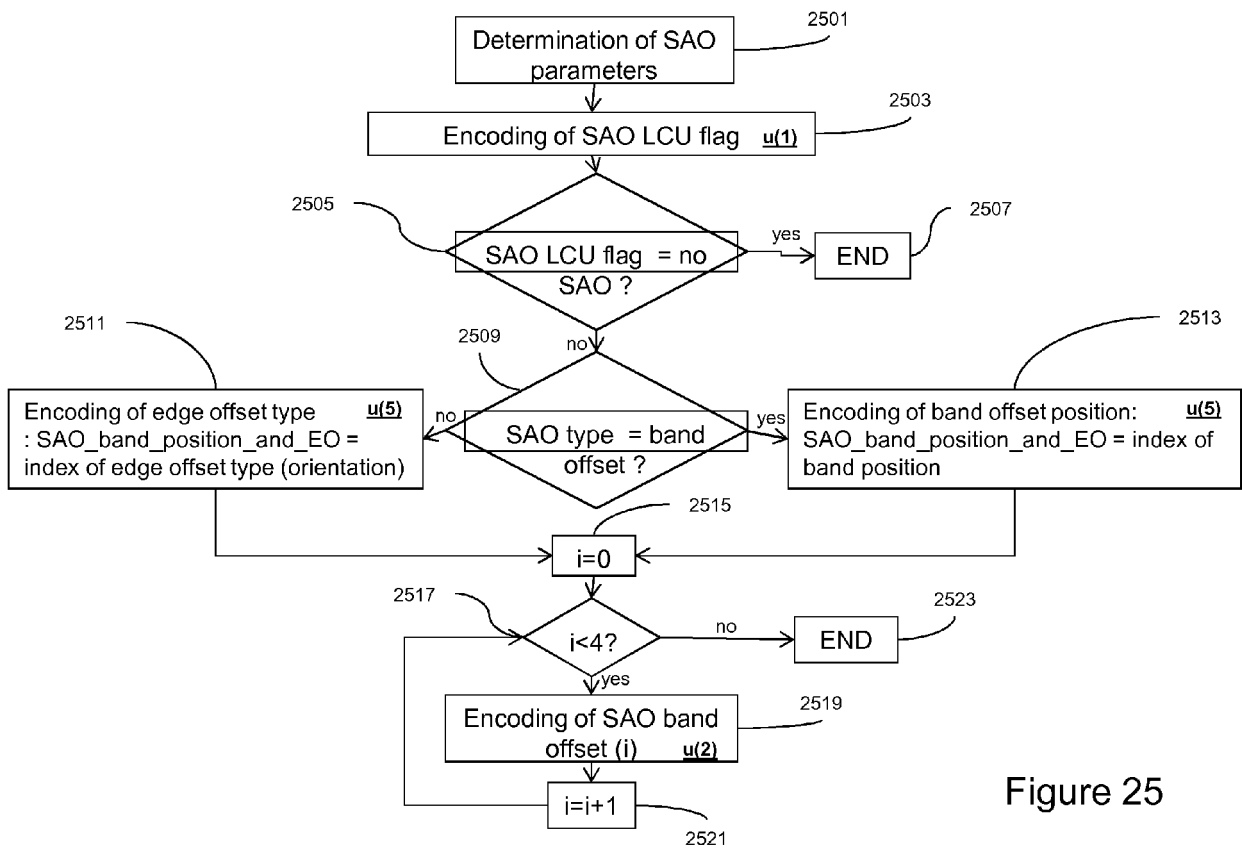 2501
Determination of SAO
parameters
2503
Encoding of SAO LCU flag u(1)
2505
2507
yes
SAO LCU flag = no
SAO ?
END
2511
2509
2513
no
Encoding of edge offset type u(5)
: SAO_band_position_and_EO =
index of edge offset type (orientation)
no
SAO type = band
offset ?
yes
Encoding of band offset position: u(5)
SAO_band_position_and_EO = index of
band position
2515
i=0
2517
2523
i<4?
no
END
yes
Encoding of SAO band
offset (i) u(2)
2519
i=i+1
2521
Figure 25